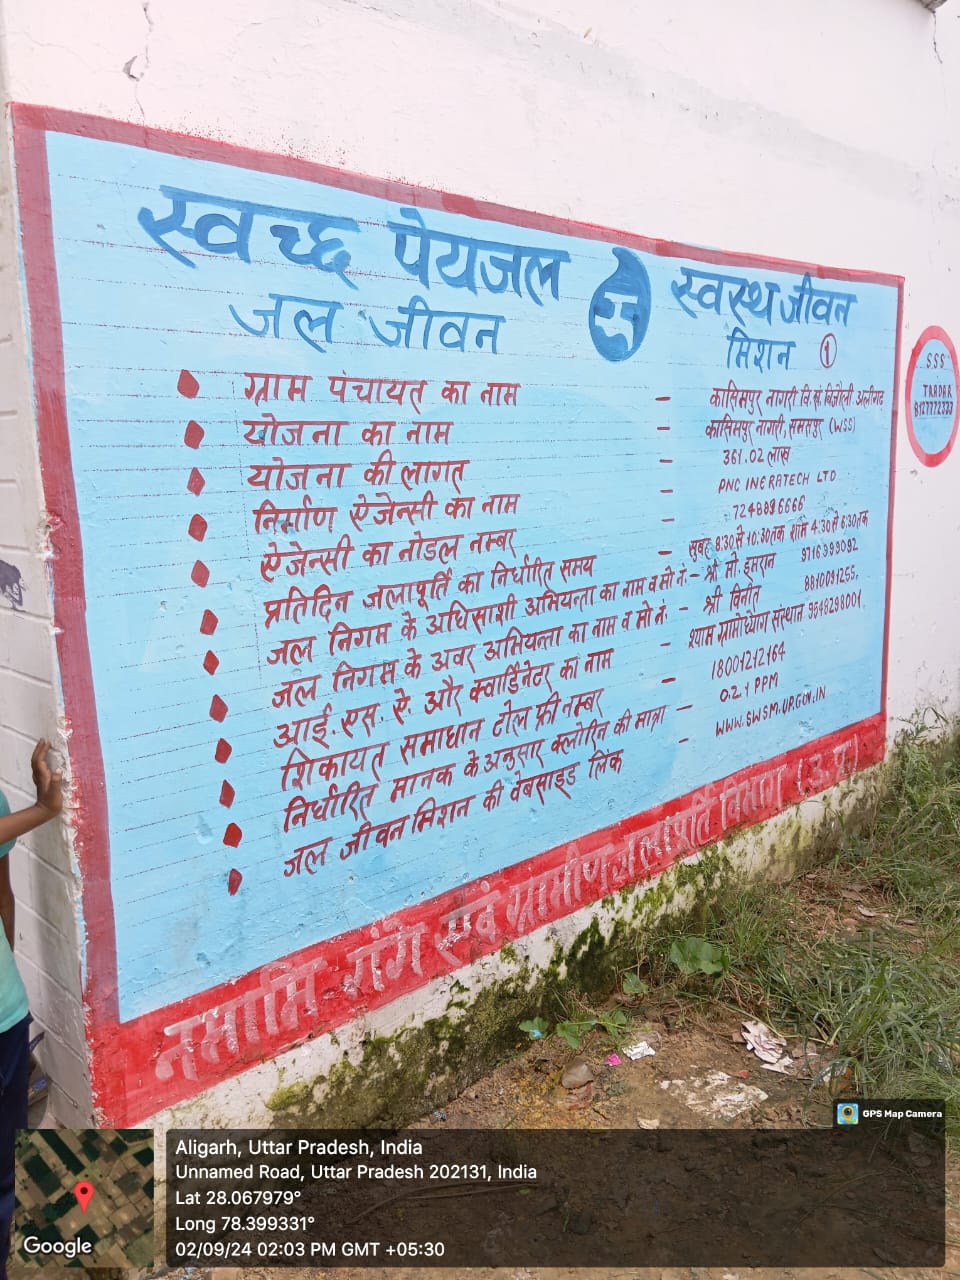 स्वच्छ पेयजल स्वस्थ जीवन
जल जीवन मिशन 1
ग्राम पंचायत का नाम - कासिमपुर नागरी वि.सं. बिजौली अलीगढ
योजना का नाम - कासिमपुर नागरी, समसपुर (WSS)
योजना की लागत - 361.02 लाख
निर्माण ऐजेन्सी का नाम - PNC INFRATECH LTD
ऐजेन्सी का नोडल नम्बर 7248896666
प्रतिदिन जलापूर्ति का निर्धारित समय - सुबह 8:30 से 10:30 तक शाम 4:30 से 6:30 तक
जल निगम के अधिसाशी अभियन्ता का नाम व मो नं. - श्री मो. इमरान 9716999092
जल निगम के अवर अभियन्ता का नाम व मो नं. - श्री विनीत 8810091255
आई. एस. ऐ. और क्वार्डिनेटर का नाम - श्याम ग्रामोध्योग संस्थान 9548298001
शिकायत समाधान टोल फ्री नम्बर - 18001212164
निर्धारित मानक के अनुसार क्लोरिन की मात्रा - 0.2 PPM
जल जीवन मिशन की वेबसाइड लिंक - WWW.SWSM.UP.GOV.IN
नमामि गंगे एवं ग्रामीण जलापूर्ति विभाग (उ.प्र.)
SSS
8127772333
GPS Map Camera
Aligarh, Uttar Pradesh, India
Unnamed Road, Uttar Pradesh 202131, India
Lat 28.067979°
Long 78.399331°
02/09/24 02:03 PM GMT +05:30
Google